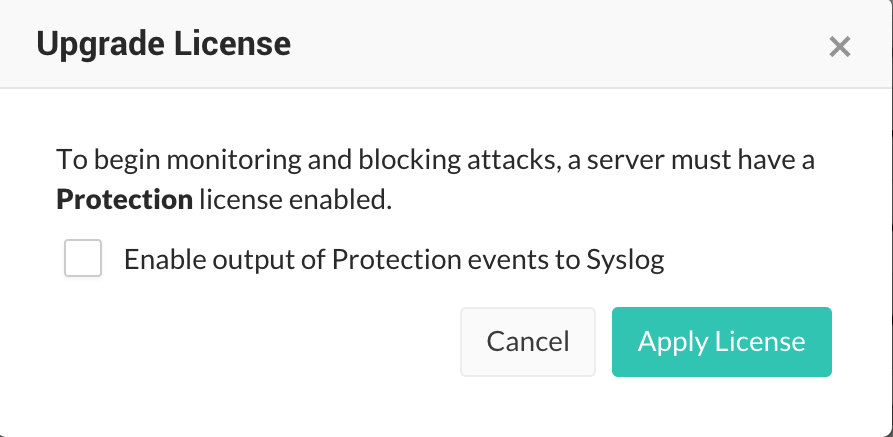 Upgrade License
To begin monitoring and blocking attacks, a server must have a
Protection license enabled.
Enable output of Protection events to Syslog
Cancel
Apply License